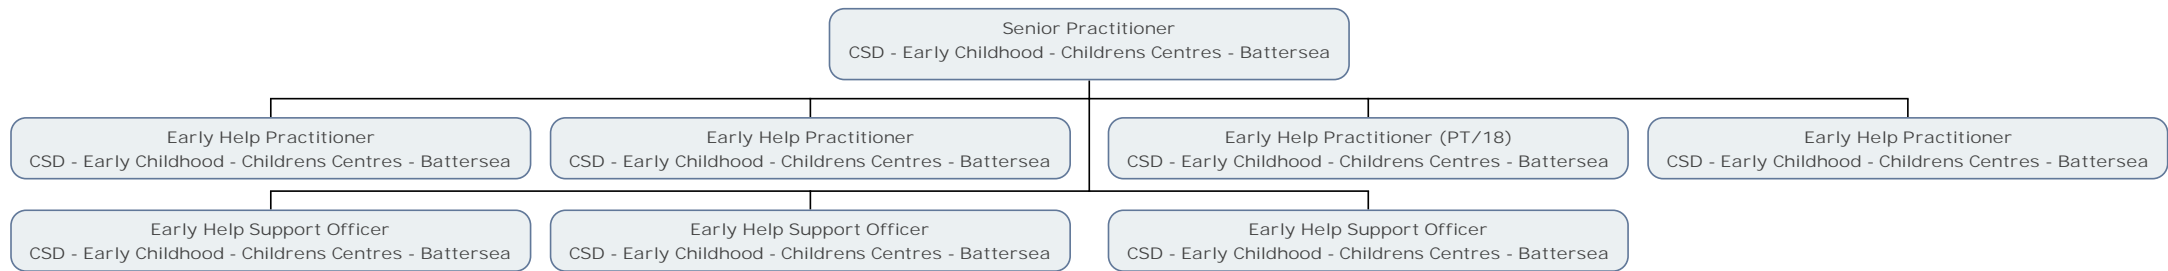 Senior Practitioner
CSD - Early Childhood - Childrens Centres - Battersea
Early Help Practitioner
CSD - Early Childhood - Childrens Centres - Battersea
Early Help Practitioner
CSD - Early Childhood - Childrens Centres - Battersea
Early Help Practitioner (PT/18)
CSD - Early Childhood - Childrens Centres - Battersea
Early Help Practitioner
CSD - Early Childhood - Childrens Centres - Battersea
Early Help Support Officer
CSD - Early Childhood - Childrens Centres - Battersea
Early Help Support Officer
CSD - Early Childhood - Childrens Centres - Battersea
Early Help Support Officer
CSD - Early Childhood - Childrens Centres - Battersea